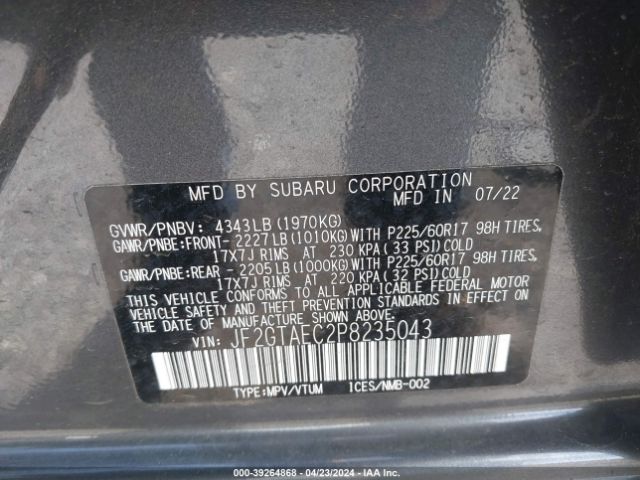 MFD BY SUBARU CORPORATION MFD IN 07/22
GVWR/PNBV: 4343LB(1970KG)
GAWR/PNBE:FRONT- 2227LB(1010KG)WITH P225/60R17 98H TIRES,
17X7J RIMS AT 230 KPA(33 PSI)COLD
GAWR/PNBE:REAR - 2205LB(1000KG)WITH P225/60R17 98H TIRES,
17X7J RIMS AT 220 KPA(32 PSI)COLD
THIS VEHICLE CONFORMS TO ALL APPLICABLE FEDERAL MOTOR
VEHICLE SAFETY AND THEFT PREVENTION STANDARDS IN EFFECT
ON THE DATE OF MANUFACTURE SHOWN ABOVE.
VIN: JF2GTAEC2P8235043
TYPE:MPV/VTUM ICES/NMB-002
000-39264868 - 04/23/2024 - IAA Inc.